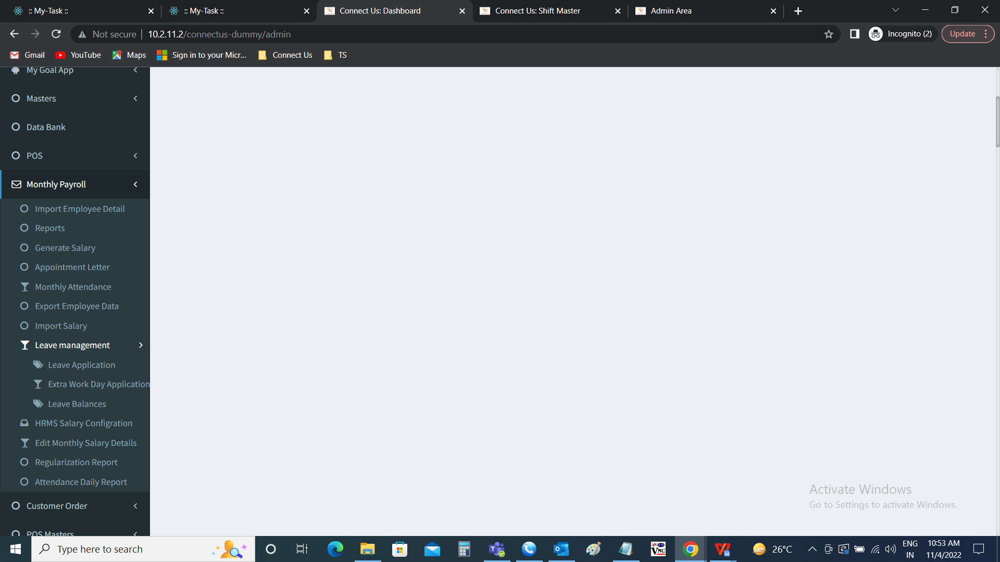 :: My-Task ::
:: My-Task ::
Connect Us: Dashboard
Connect Us: Shift Master
Admin Area
Not secure
10.2.11.2/connectus-dummy/admin
Incognito (2)
Update
Gmail
YouTube
Maps
Sign in to your Micr...
Connect Us
TS
My Goal App
Masters
Data Bank
POS
Monthly Payroll
Import Employee Detail
Reports
Generate Salary
Appointment Letter
Monthly Attendance
Export Employee Data
Import Salary
Leave management
Leave Application
Extra Work Day Application
Leave Balances
HRMS Salary Configration
Edit Monthly Salary Details
Regularization Report
Attendance Daily Report
Customer Order
POS Masters
Activate Windows
Go to Settings to activate Windows.
Type here to search
26°C
ENG
IN
10:53 AM
11/4/2022